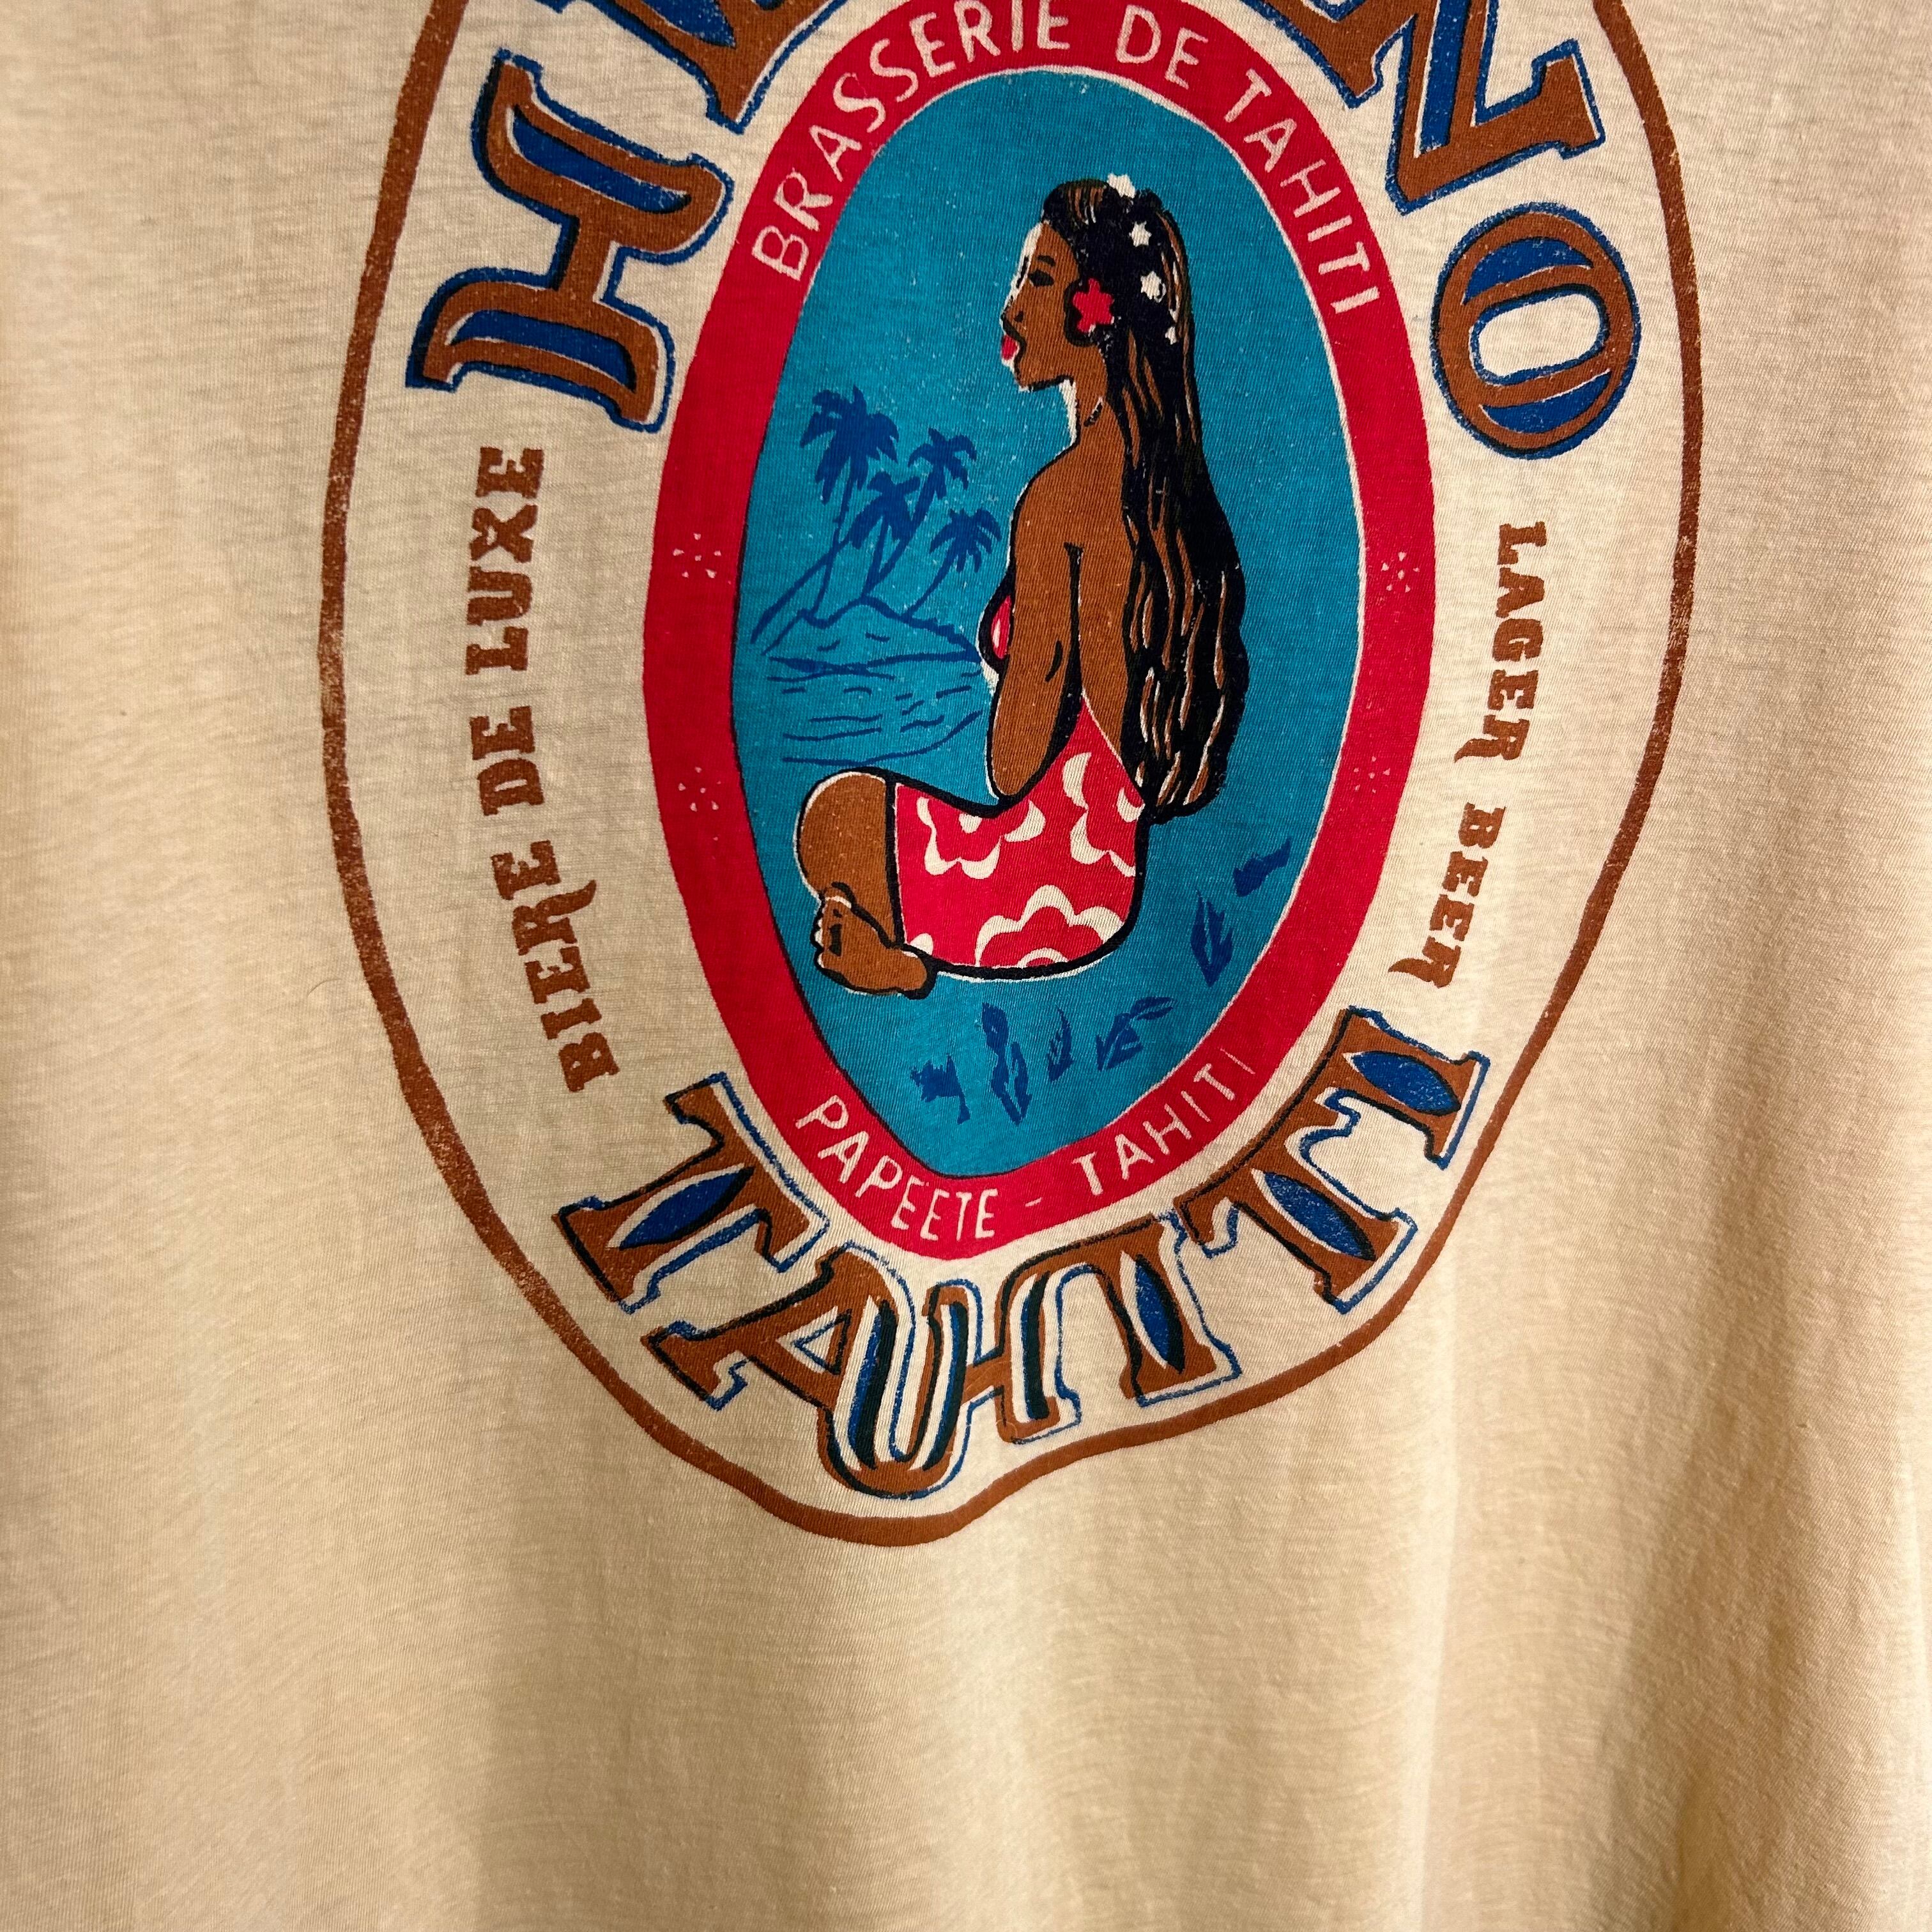 BRASSERIE DE TAHITI
BIERE DE LUXE
LAGER BEER
PAPEETE - TAHITI
TAHITI